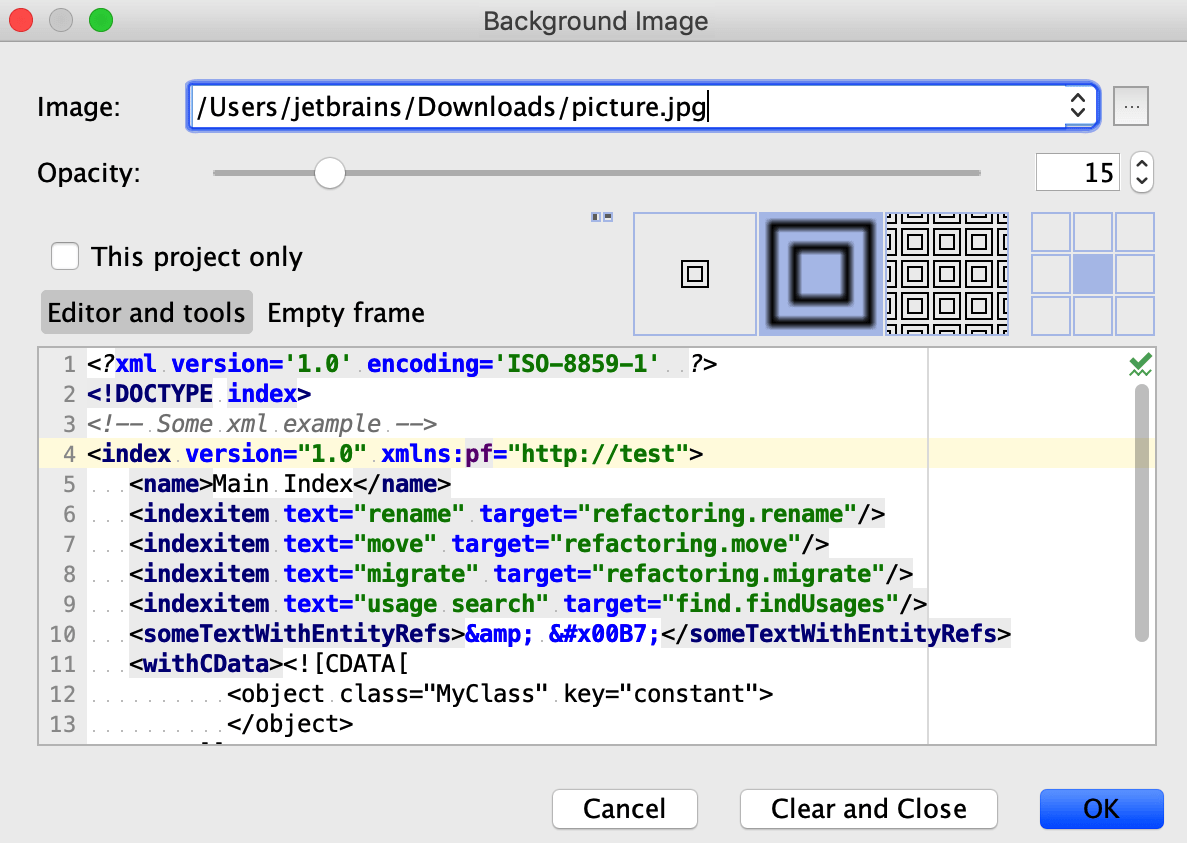 Background Image
Image: /Users/jetbrains/Downloads/picture.jpg ...
Opacity: 15
This project only
Editor and tools Empty frame
1 <?xml version='1.0' encoding='ISO-8859-1'  ?>
2 <!DOCTYPE index>
3 <!-- Some xml example -->
4 <index version="1.0" xmlns:pf="http://test">
5    <name>Main Index</name>
6    <indexitem text="rename" target="refactoring.rename"/>
7    <indexitem text="move" target="refactoring.move"/>
8    <indexitem text="migrate" target="refactoring.migrate"/>
9    <indexitem text="usage search" target="find.findUsages"/>
10    <someTextWithEntityRefs>&amp; &#x00B7;</someTextWithEntityRefs>
11    <withCData><![CDATA[
12           <object class="MyClass" key="constant">
13           </object>
Cancel Clear and Close OK